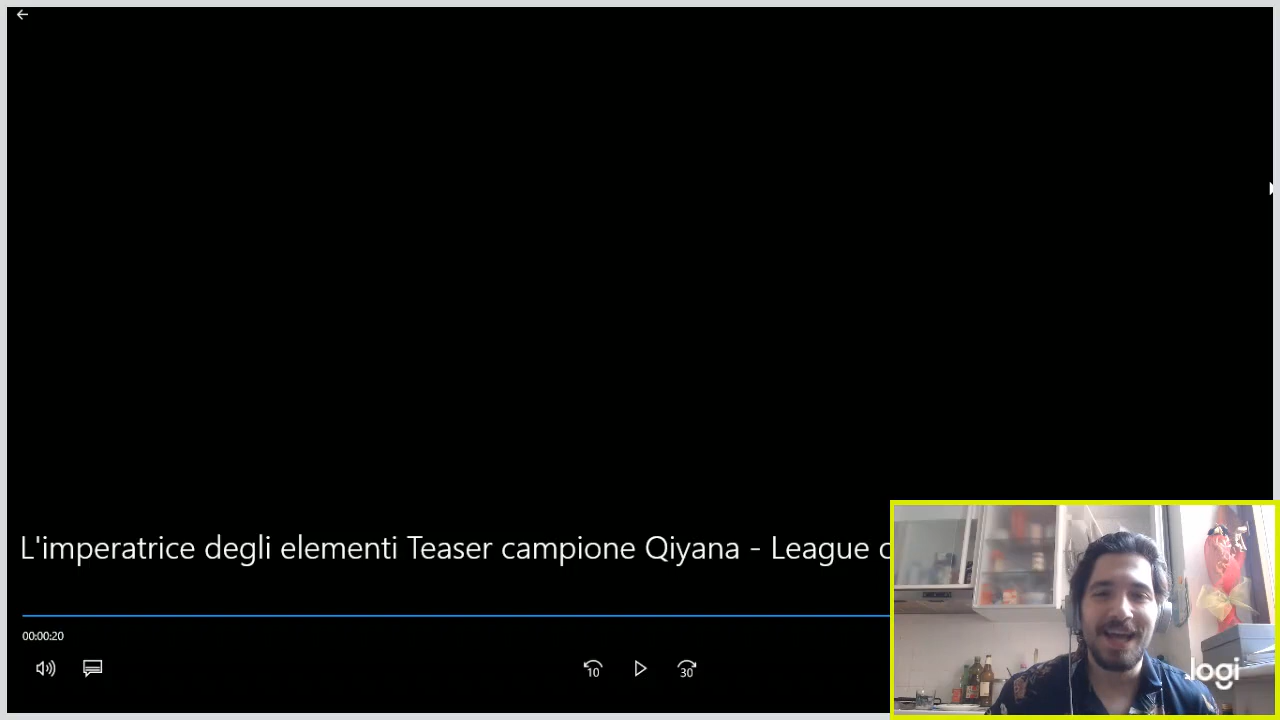 L'imperatrice degli elementi Teaser campione Qiyana - League
00:00:20
10
30
logi